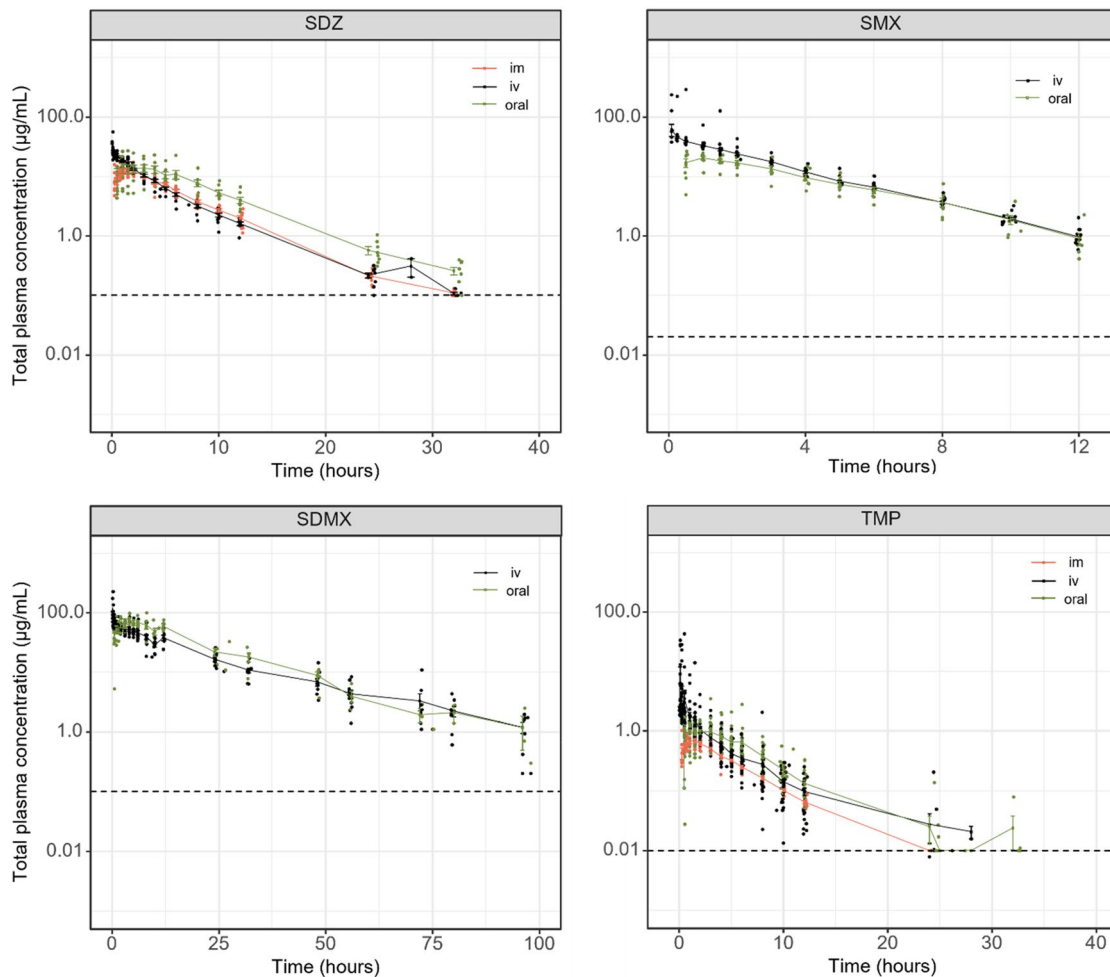 SDZ
im
iv
oral
100.0
1.0
0.01
Total plasma concentration (µg/mL)
0 10 20 30 40
Time (hours)
SMX
iv
oral
100.0
1.0
0.01
0 4 8 12
Time (hours)
SDMX
iv
oral
100.0
1.0
0.01
Total plasma concentration (µg/mL)
0 25 50 75 100
Time (hours)
TMP
im
iv
oral
100.0
1.0
0.01
0 10 20 30 40
Time (hours)